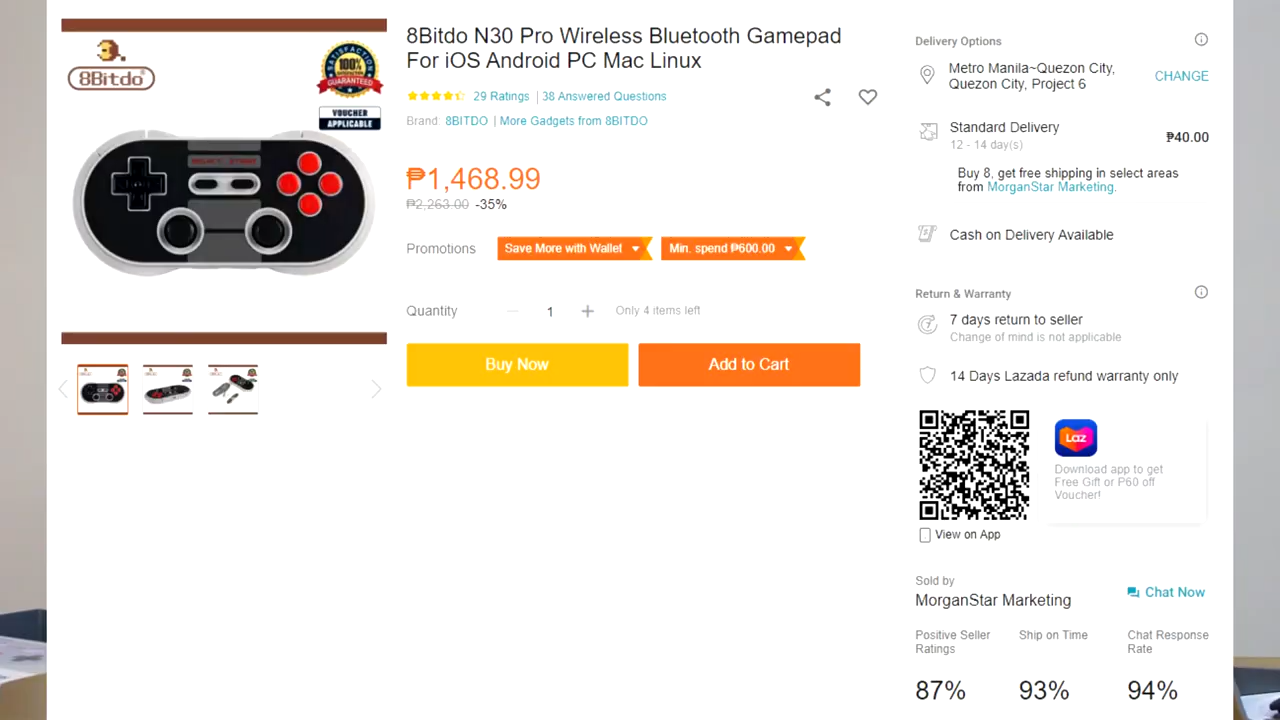 8Bitdo
SATISFACTION
100%
GUARANTEED
VOUCHER
APPLICABLE
SELECT START
8Bitdo N30 Pro Wireless Bluetooth Gamepad
For iOS Android PC Mac Linux
29 Ratings | 38 Answered Questions
Brand: 8BITDO | More Gadgets from 8BITDO
₱1,468.99
₱2,263.00 -35%
Promotions Save More with Wallet Min. spend ₱600.00
Quantity 1 Only 4 items left
Buy Now Add to Cart
Delivery Options
Metro Manila~Quezon City,
Quezon City, Project 6
CHANGE
Standard Delivery
12 - 14 day(s)
₱40.00
Buy 8, get free shipping in select areas
from MorganStar Marketing.
Cash on Delivery Available
Return & Warranty
7 days return to seller
Change of mind is not applicable
14 Days Lazada refund warranty only
Laz
Download app to get
Free Gift or P60 off
Voucher!
View on App
Sold by
MorganStar Marketing
Chat Now
Positive Seller
Ratings
Ship on Time
Chat Response
Rate
87% 93% 94%